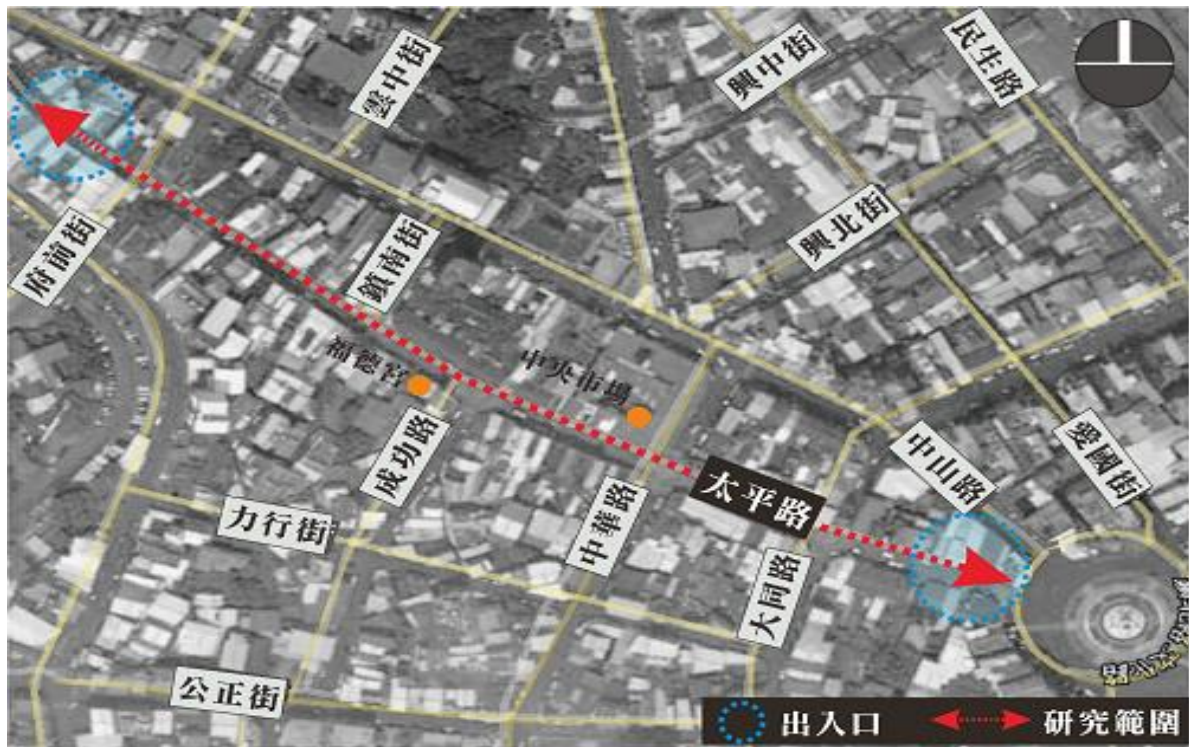 雲中街
興中街
民生路
府前街
鎮南街
興北街
福德宮
中央市場
成功路
太平路
中山路
愛國街
力行街
中華路
大同路
公正街
出入口
研究範圍